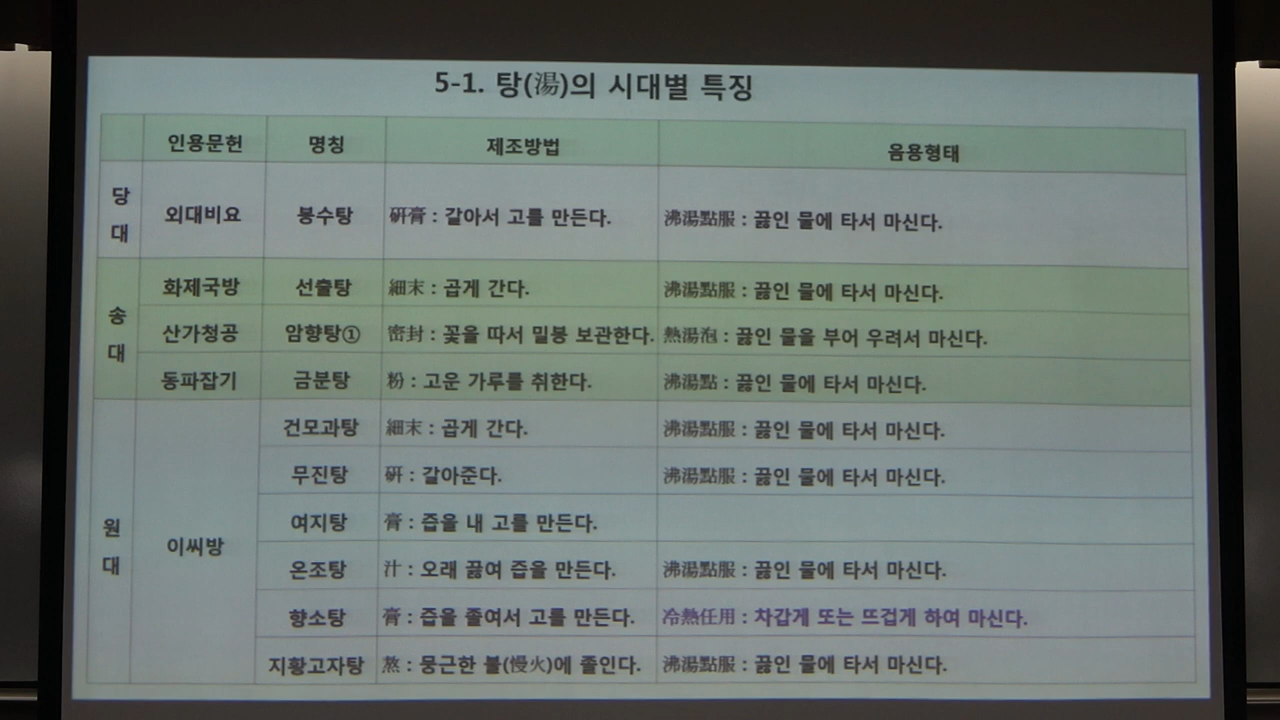 5-1. 탕(湯)의 시대별 특징
인용문헌 명칭 제조방법 음용형태
당대 외대비요 봉수탕 硏膏 : 갈아서 고를 만든다. 沸湯點服 : 끓인 물에 타서 마신다.
송대 화제국방 선출탕 細末 : 곱게 간다. 沸湯點服 : 끓인 물에 타서 마신다.
산가청공 암향탕① 密封 : 꽃을 따서 밀봉 보관한다. 熱湯泡 : 끓인 물을 부어 우려서 마신다.
동파잡기 금분탕 粉 : 고운 가루를 취한다. 沸湯點 : 끓인 물에 타서 마신다.
원대 이씨방 건모과탕 細末 : 곱게 간다. 沸湯點服 : 끓인 물에 타서 마신다.
무진탕 硏 : 갈아준다. 沸湯點服 : 끓인 물에 타서 마신다.
여지탕 膏 : 즙을 내 고를 만든다.
온조탕 汁 : 오래 끓여 즙을 만든다. 沸湯點服 : 끓인 물에 타서 마신다.
향소탕 膏 : 즙을 졸여서 고를 만든다. 冷熱任用 : 차갑게 또는 뜨겁게 하여 마신다.
지황고자탕 熬 : 뭉근한 불(慢火)에 졸인다. 沸湯點服 : 끓인 물에 타서 마신다.